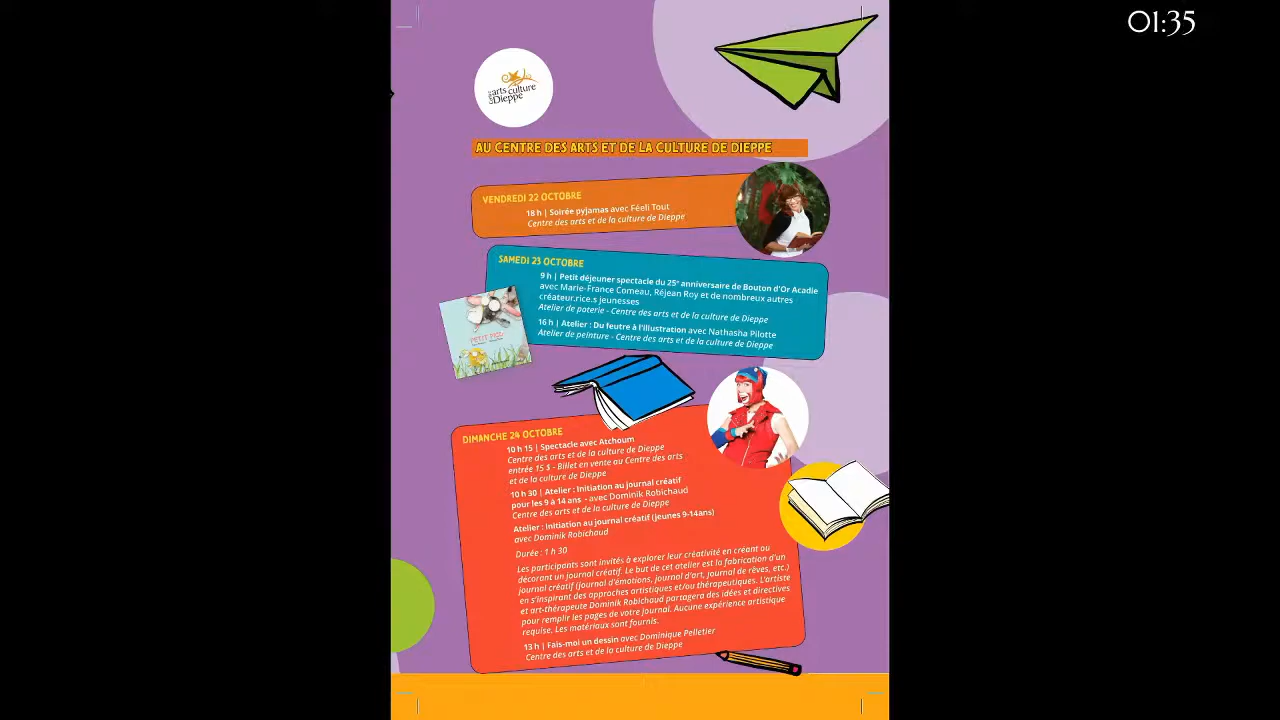 01:35
arts culture
Dieppe
AU CENTRE DES ARTS ET DE LA CULTURE DE DIEPPE
VENDREDI 22 OCTOBRE
18 h | Soirée pyjamas avec Féeli Tout
Centre des arts et de la culture de Dieppe
SAMEDI 23 OCTOBRE
9 h | Petit déjeuner spectacle du 25e anniversaire de Bouton d'Or Acadie
avec Marie-France Comeau, Réjean Roy et de nombreux autres
créateur.rice.s jeunesses
Atelier de poterie - Centre des arts et de la culture de Dieppe
16 h | Atelier : Du feutre à l'illustration avec Nathasha Pilotte
Atelier de peinture - Centre des arts et de la culture de Dieppe
PETIT PIED
DIMANCHE 24 OCTOBRE
10 h 15 | Spectacle avec Atchoum
Centre des arts et de la culture de Dieppe
entrée 15 $ - Billet en vente au Centre des arts
et de la culture de Dieppe
10 h 30 | Atelier : Initiation au journal créatif
pour les 9 à 14 ans - avec Dominik Robichaud
Centre des arts et de la culture de Dieppe
Atelier : Initiation au journal créatif (jeunes 9-14ans)
avec Dominik Robichaud
Durée : 1 h 30
Les participants sont invités à explorer leur créativité en créant ou
décorant un journal créatif. Le but de cet atelier est la fabrication d'un
journal créatif (journal d'émotions, journal d'art, journal de rêves, etc.)
en s'inspirant des approches artistiques et/ou thérapeutiques. L'artiste
et art-thérapeute Dominik Robichaud partagera des idées et directives
pour remplir les pages de votre journal. Aucune expérience artistique
requise. Les matériaux sont fournis.
13 h | Fais-moi un dessin avec Dominique Pelletier
Centre des arts et de la culture de Dieppe